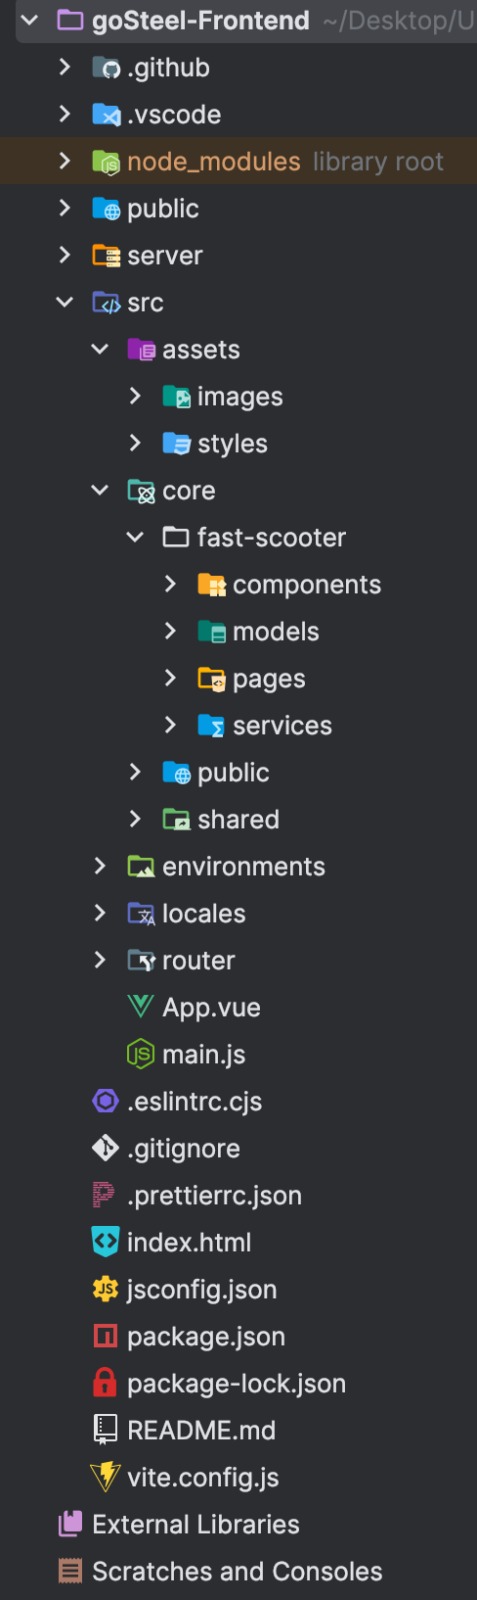 goSteel-Frontend ~/Desktop/U
.github
.vscode
node_modules library root
public
server
src
assets
images
styles
core
fast-scooter
components
models
pages
services
public
shared
environments
locales
router
App.vue
main.js
.eslintrc.cjs
.gitignore
.prettierrc.json
index.html
jsconfig.json
package.json
package-lock.json
README.md
vite.config.js
External Libraries
Scratches and Consoles